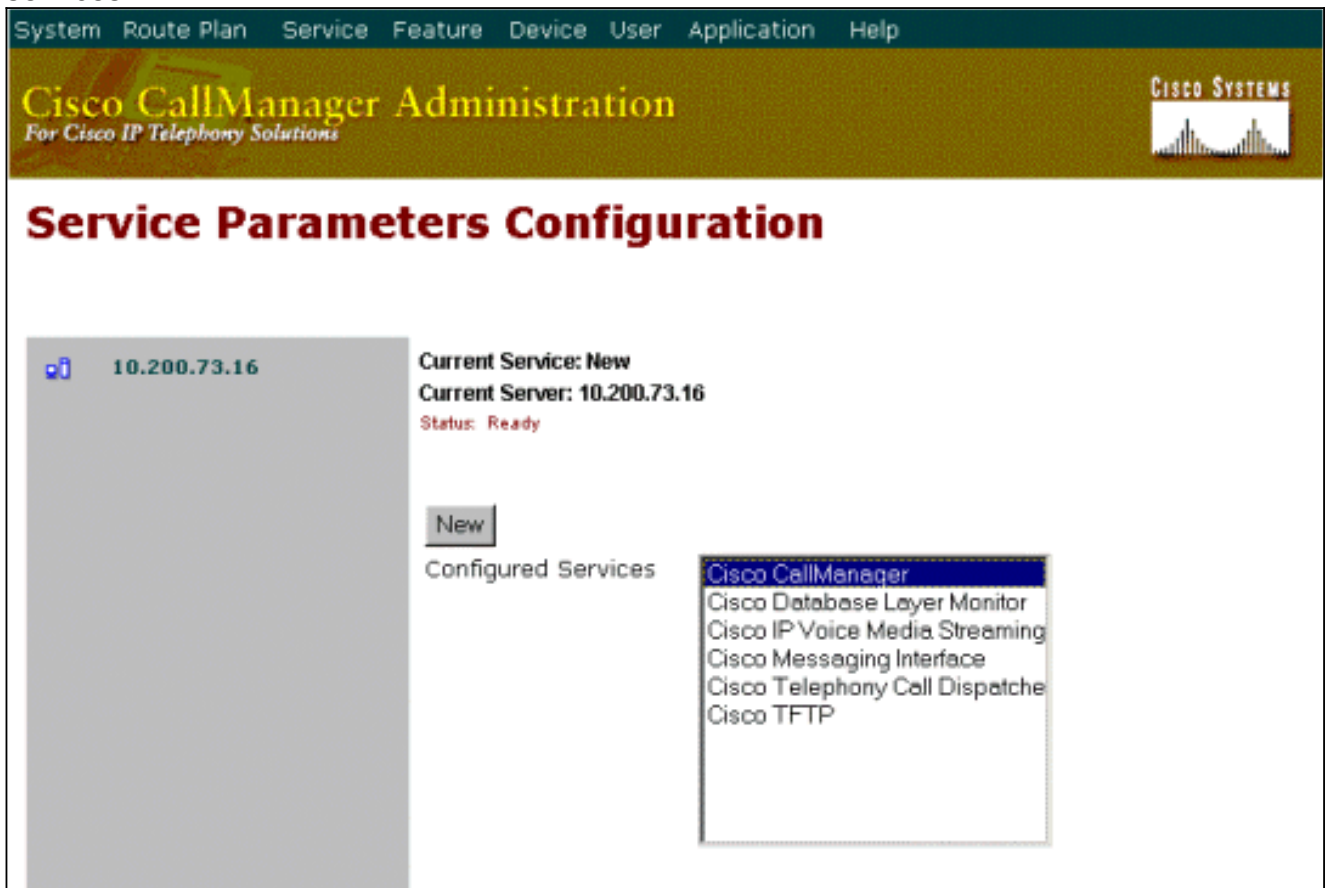 System Route Plan Service Feature Device User Application Help
Cisco CallManager Administration
For Cisco IP Telephony Solutions
CISCO SYSTEMS
Service Parameters Configuration
10.200.73.16
Current Service: New
Current Server: 10.200.73.16
Status: Ready
New
Configured Services
Cisco CallManager
Cisco Database Layer Monitor
Cisco IP Voice Media Streaming
Cisco Messaging Interface
Cisco Telephony Call Dispatche
Cisco TFTP